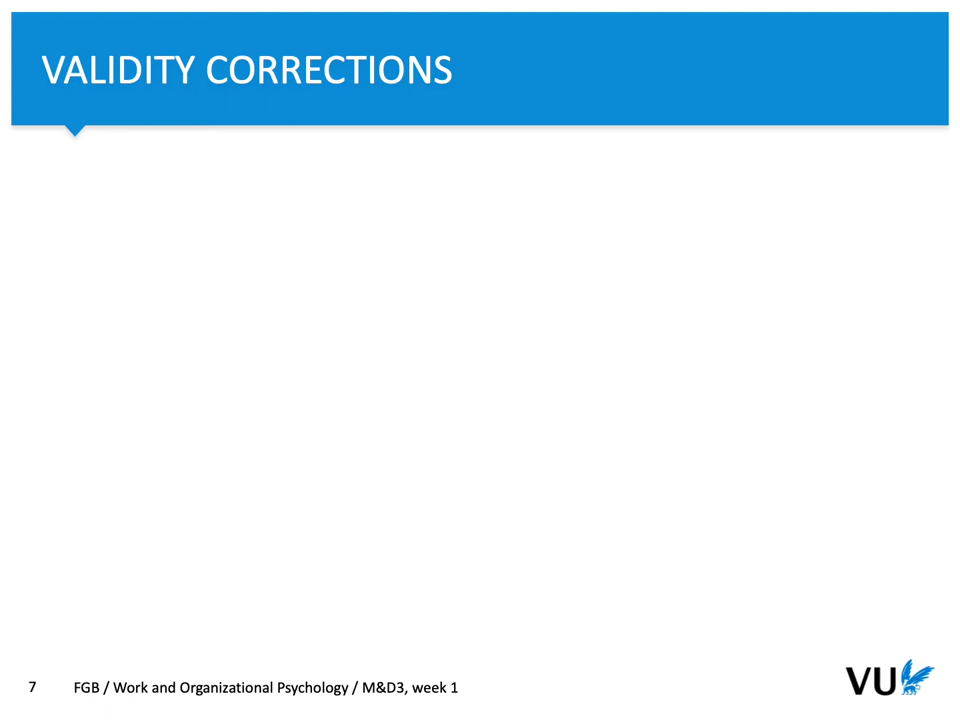 VALIDITY CORRECTIONS
7 FGB / Work and Organizational Psychology / M&D3, week 1
VU